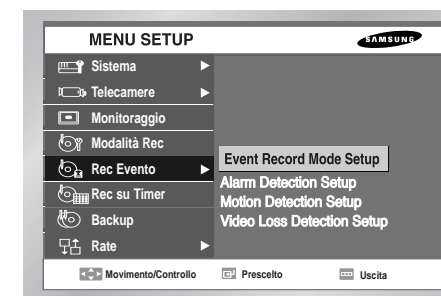 MENU SETUP
SAMSUNG
Sistema
Telecamere
Monitoraggio
Modalità Rec
Rec Evento
Rec su Timer
Backup
Rate
Event Record Mode Setup
Alarm Detection Setup
Motion Detection Setup
Video Loss Detection Setup
Movimento/Controllo
Prescelto
Uscita